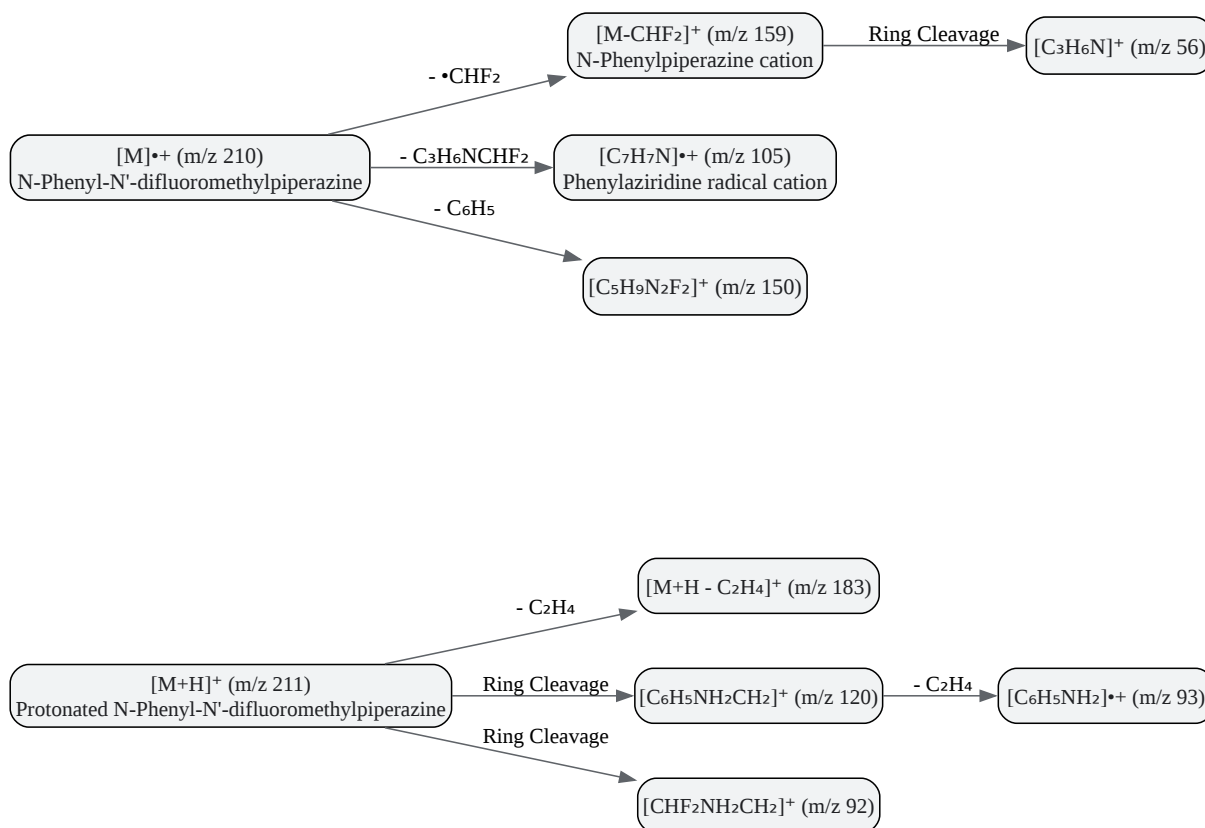 [M-CHF₂]⁺ (m/z 159)
N-Phenylpiperazine cation
Ring Cleavage
[C₃H₆N]⁺ (m/z 56)
- •CHF₂
[M]•+ (m/z 210)
N-Phenyl-N'-difluoromethylpiperazine
- C₃H₆NCHF₂
[C₇H₇N]•+ (m/z 105)
Phenylaziridine radical cation
- C₆H₅
[C₅H₉N₂F₂]⁺ (m/z 150)
[M+H - C₂H₄]⁺ (m/z 183)
- C₂H₄
[M+H]⁺ (m/z 211)
Protonated N-Phenyl-N'-difluoromethylpiperazine
Ring Cleavage
[C₆H₅NH₂CH₂]⁺ (m/z 120)
- C₂H₄
[C₆H₅NH₂]•+ (m/z 93)
Ring Cleavage
[CHF₂NH₂CH₂]⁺ (m/z 92)